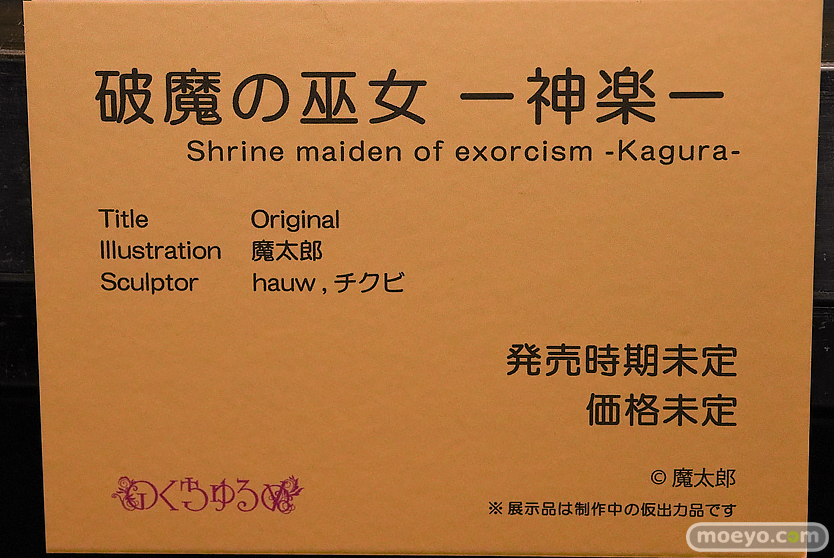 破魔の巫女 ー神楽ー
Shrine maiden of exorcism -Kagura-
Title Original
Illustration 魔太郎
Sculptor hauw , チクビ
発売時期未定
価格未定
© 魔太郎
※ 展示品は制作中の仮出力品です
moeyo.com